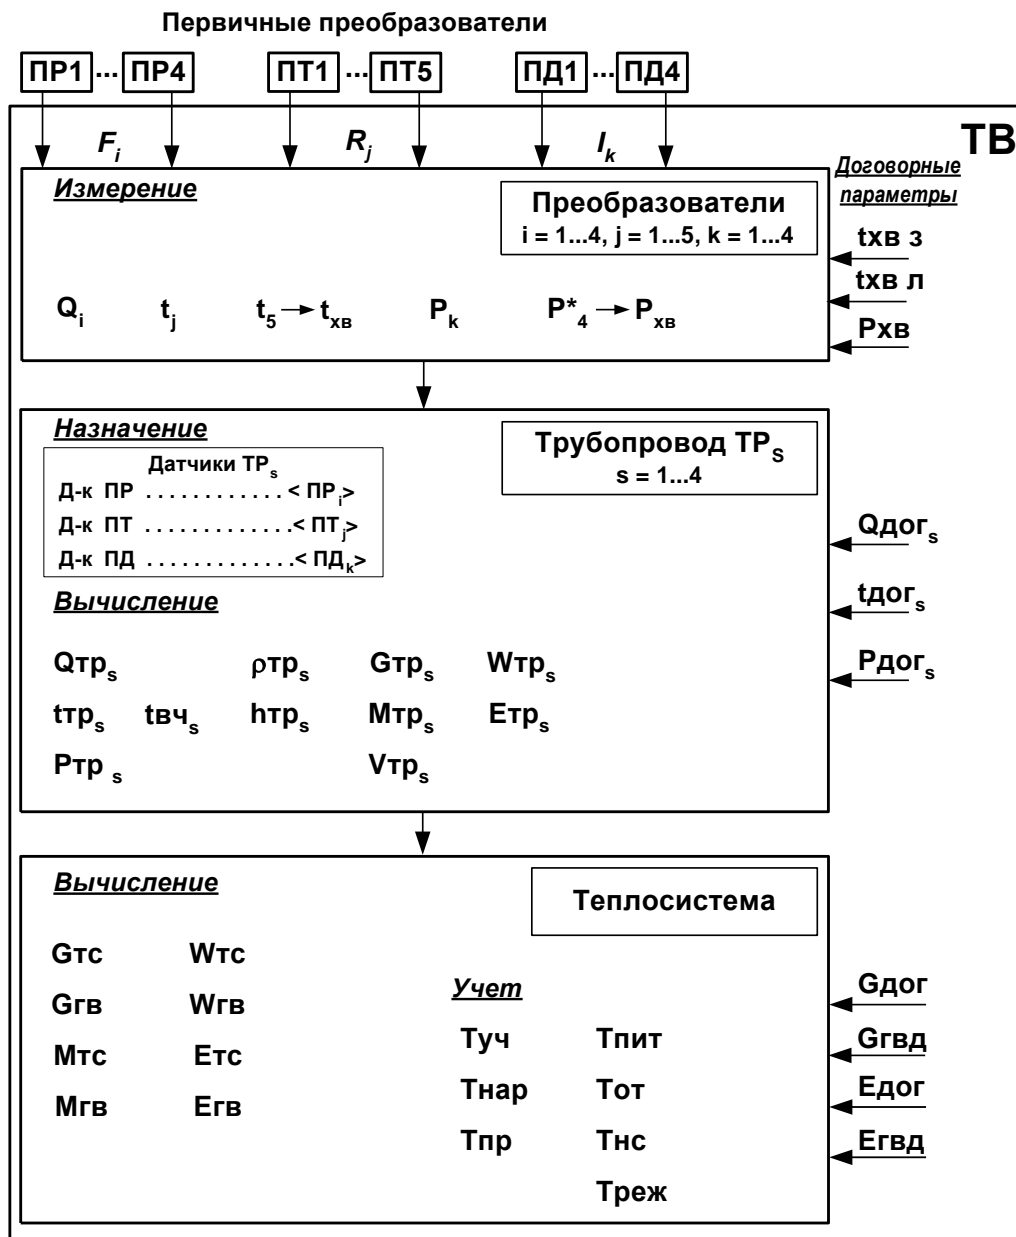 Первичные преобразователи
ПР1 ... ПР4 ПТ1 ... ПТ5 ПД1 ... ПД4
F_i R_j I_k ТВ
Договорные
параметры
Измерение
Преобразователи
i = 1...4, j = 1...5, k = 1...4
tхв з
tхв л
Рхв
Q_i t_j t_5 → t_хв P_k P*_4 → P_хв
Назначение
Трубопровод ТР_S
s = 1...4
Датчики ТР_s
Д-к ПР . . . . . . . . . . . . < ПР_i>
Д-к ПТ . . . . . . . . . . . . .< ПТ_j>
Д-к ПД . . . . . . . . . . . . .< ПД_k>
Qдог_s
tдог_s
Рдог_s
Вычисление
Qтр_s ρтр_s Gтр_s Wтр_s
tтр_s tвч_s hтр_s Мтр_s Етр_s
Ртр_s Vтр_s
Вычисление
Теплосистема
Gтс Wтс
Gгв Wгв
Мтс Етс
Мгв Егв
Учет
Туч Тпит
Тнар Тот
Тпр Тнс
Треж
Gдог
Gгвд
Едог
Егвд